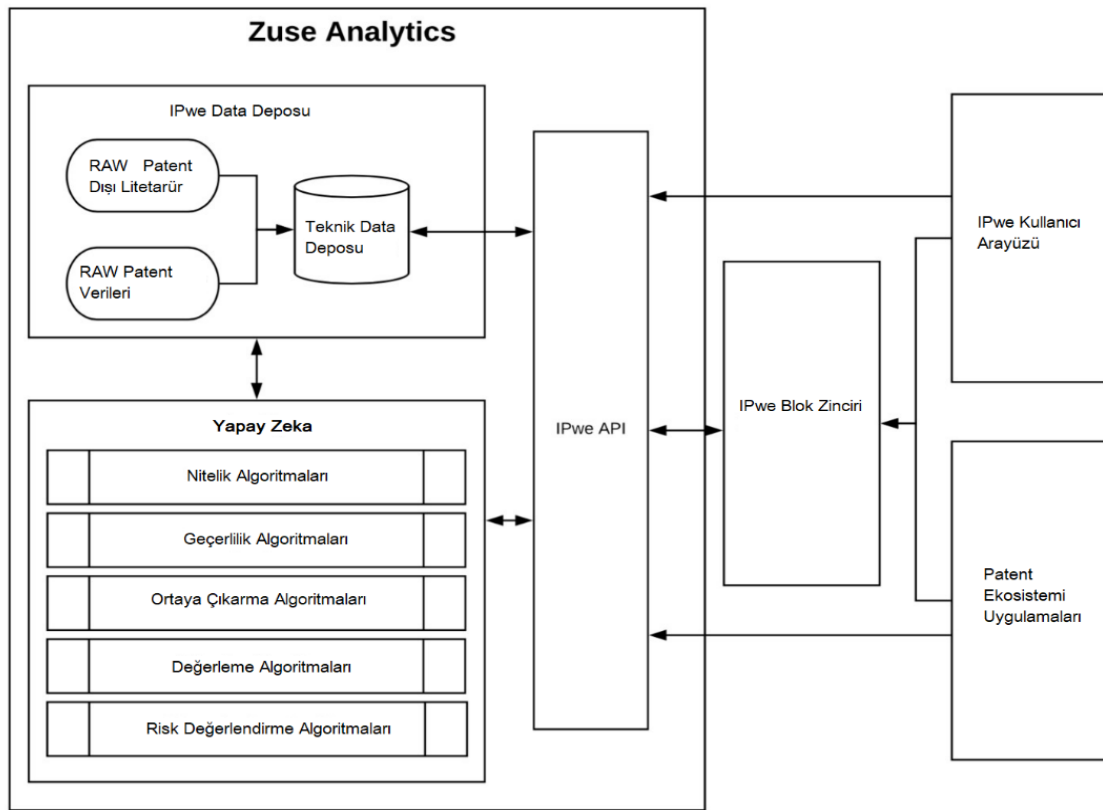 Zuse Analytics
IPwe Data Deposu
RAW Patent
Dışı Litetarür
RAW Patent
Verileri
Teknik Data
Deposu
Yapay Zeka
Nitelik Algoritmaları
Geçerlilik Algoritmaları
Ortaya Çıkarma Algoritmaları
Değerleme Algoritmaları
Risk Değerlendirme Algoritmaları
IPwe API
IPwe Blok Zinciri
IPwe Kullanıcı
Arayüzü
Patent
Ekosistemi
Uygulamaları